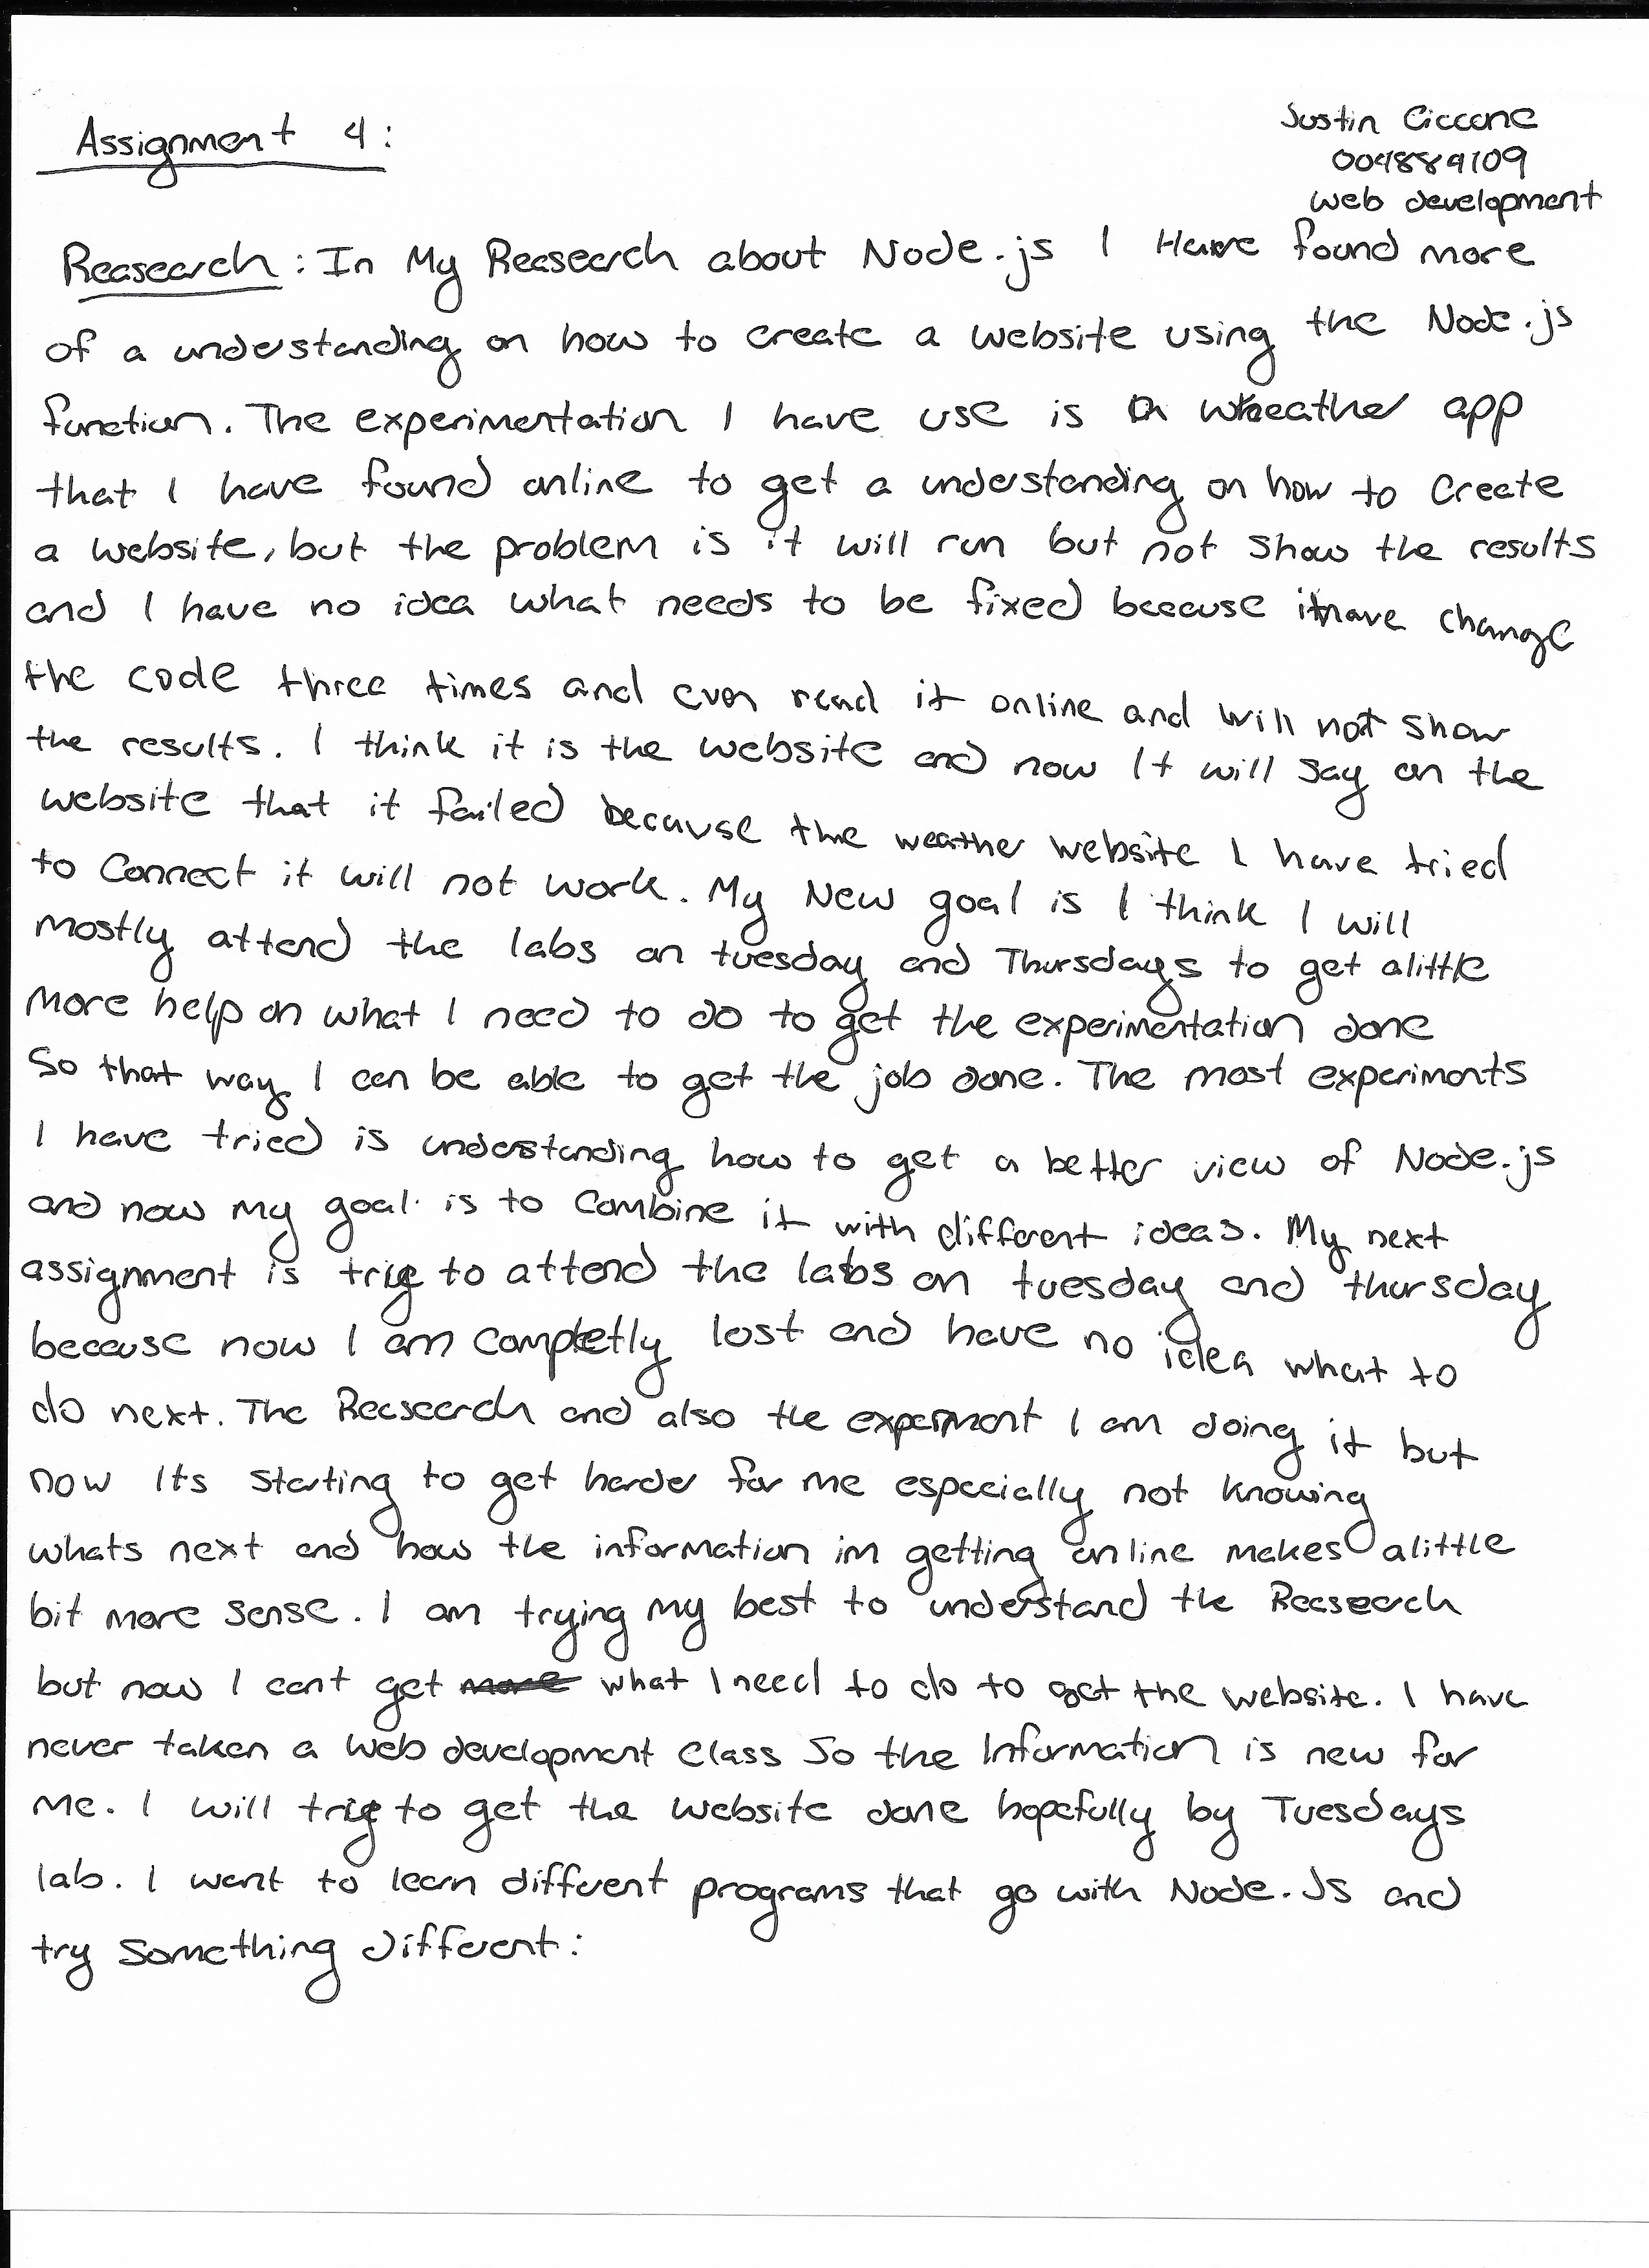 Assignment 4:
Justin Ciccone
004889109
web development
Reasearch: In My Reasearch about Node.js I Have found more
of a understanding on how to create a website using the Node.js
function. The experimentation I have use is a wheather app
that I have found online to get a understanding on how to create
a website, but the problem is it will run but not show the results
and I have no idea what needs to be fixed because it have change
the code three times and even read it online and will not show
the results. I think it is the website and now It will say on the
website that it failed because the weather website I have tried
to connect it will not work. My New goal is I think I will
mostly attend the labs on tuesday and Thursdays to get alittle
more help on what I need to do to get the experimentation done
so that way I can be able to get the job done. The most experiments
I have tried is understanding how to get a better view of Node.js
and now my goal is to combine it with different ideas. My next
assignment is try to attend the labs on tuesday and thursday
because now I am completly lost and have no idea what to
do next. The Reasearch and also the experiment I am doing it but
now Its starting to get harder for me especially not knowing
whats next and how the information im getting online makes alittle
bit more sense. I am trying my best to understand the Reasearch
but now I cant get what I need to do to get the website. I have
never taken a web development class So the Information is new for
me. I will try to get the website done hopefully by Tuesdays
lab. I want to learn different programs that go with Node.Js and
try something different: